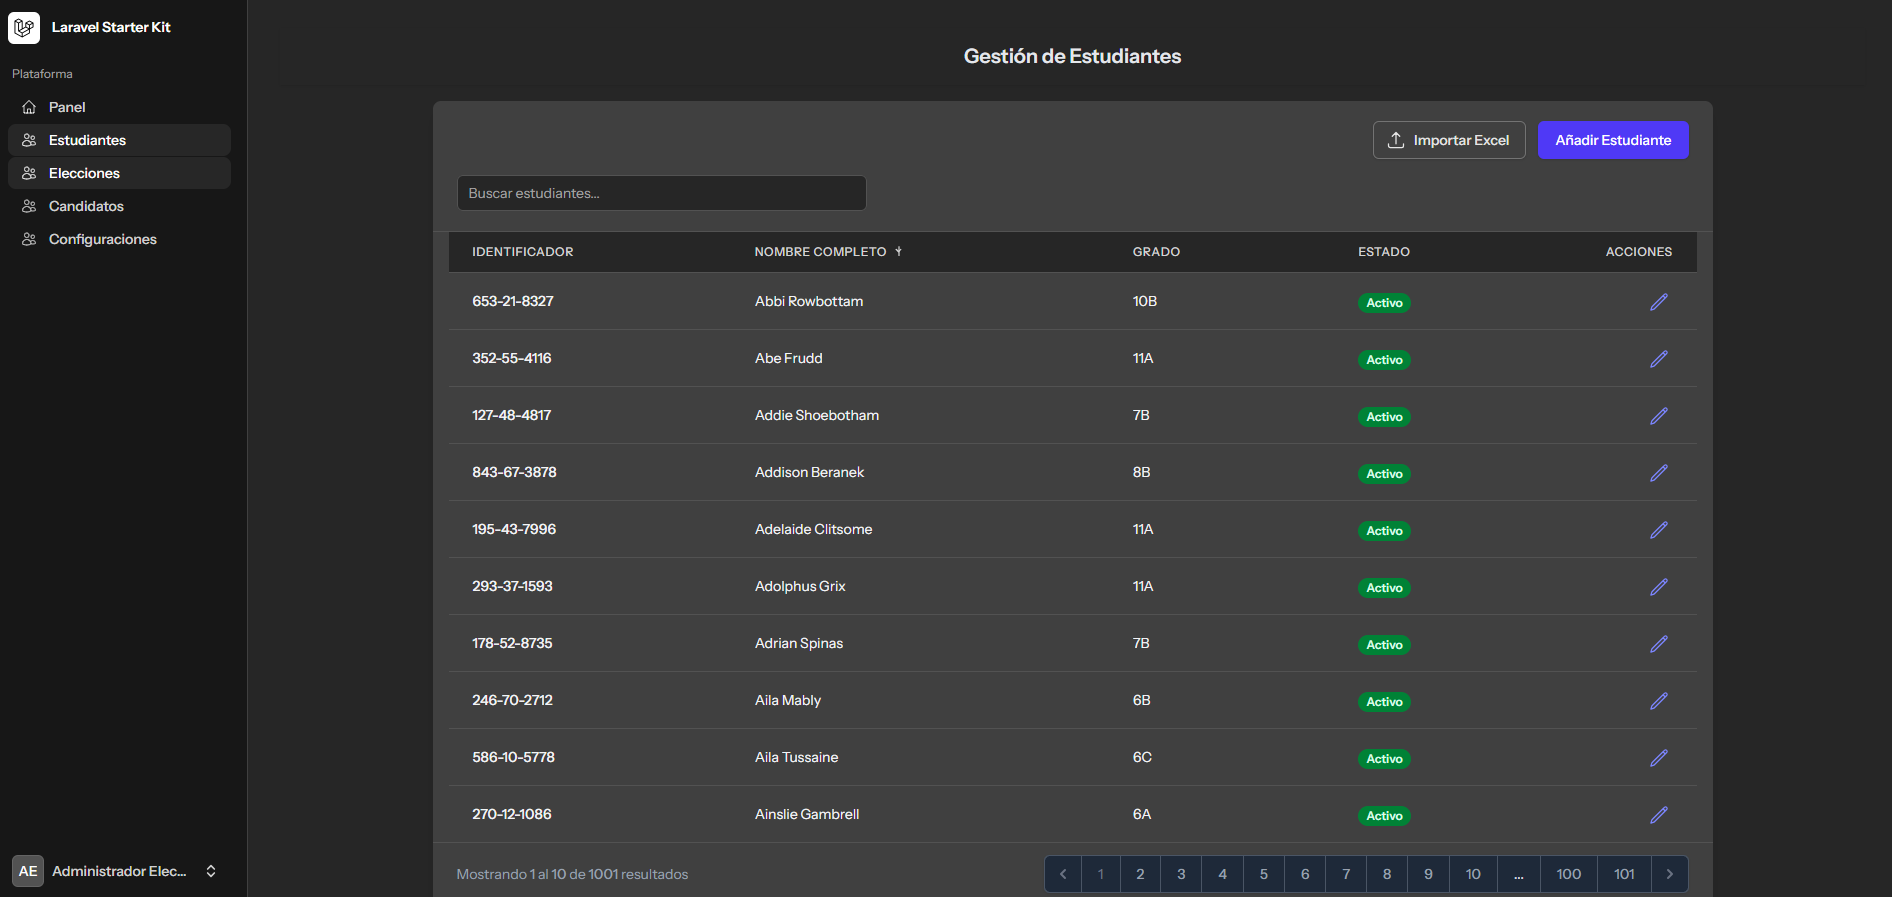 Laravel Starter Kit
Plataforma
Panel
Estudiantes
Elecciones
Candidatos
Configuraciones
Gestión de Estudiantes
Importar Excel
Añadir Estudiante
Buscar estudiantes...
IDENTIFICADOR NOMBRE COMPLETO GRADO ESTADO ACCIONES
653-21-8327 Abbi Rowbottam 10B Activo
352-55-4116 Abe Frudd 11A Activo
127-48-4817 Addie Shoebotham 7B Activo
843-67-3878 Addison Beranek 8B Activo
195-43-7996 Adelaide Clitsome 11A Activo
293-37-1593 Adolphus Grix 11A Activo
178-52-8735 Adrian Spinas 7B Activo
246-70-2712 Aila Mably 6B Activo
586-10-5778 Aila Tussaine 6C Activo
270-12-1086 Ainslie Gambrell 6A Activo
Mostrando 1 al 10 de 1001 resultados
1 2 3 4 5 6 7 8 9 10 ... 100 101
AE Administrador Elec...